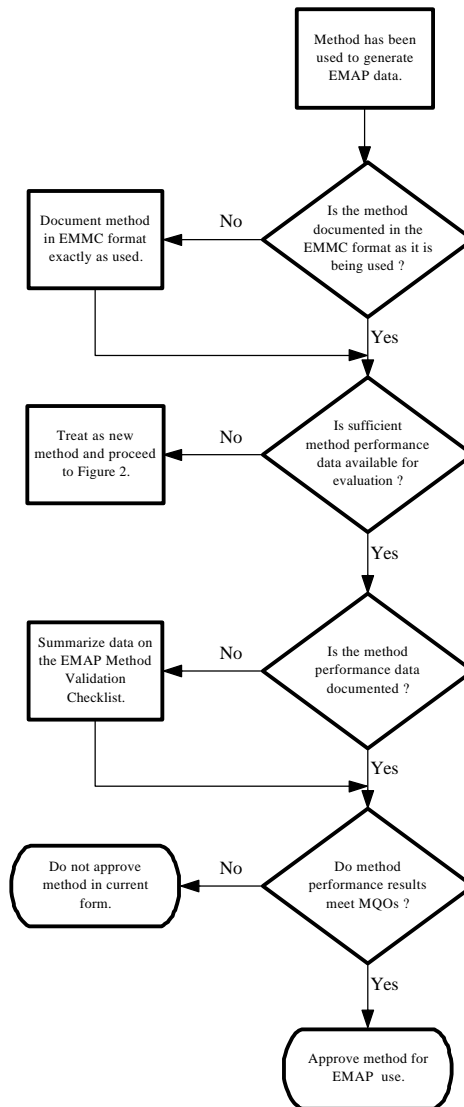 Method has been
used to generate
EMAP data.
Is the method
documented in the
EMMC format as it is
being used ?
No
Document method
in EMMC format
exactly as used.
Yes
Is sufficient
method performance
data available for
evaluation ?
No
Treat as new
method and proceed
to Figure 2.
Yes
Is the method
performance data
documented ?
No
Summarize data on
the EMAP Method
Validation
Checklist.
Yes
Do method
performance results
meet MQOs ?
No
Do not approve
method in current
form.
Yes
Approve method for
EMAP use.